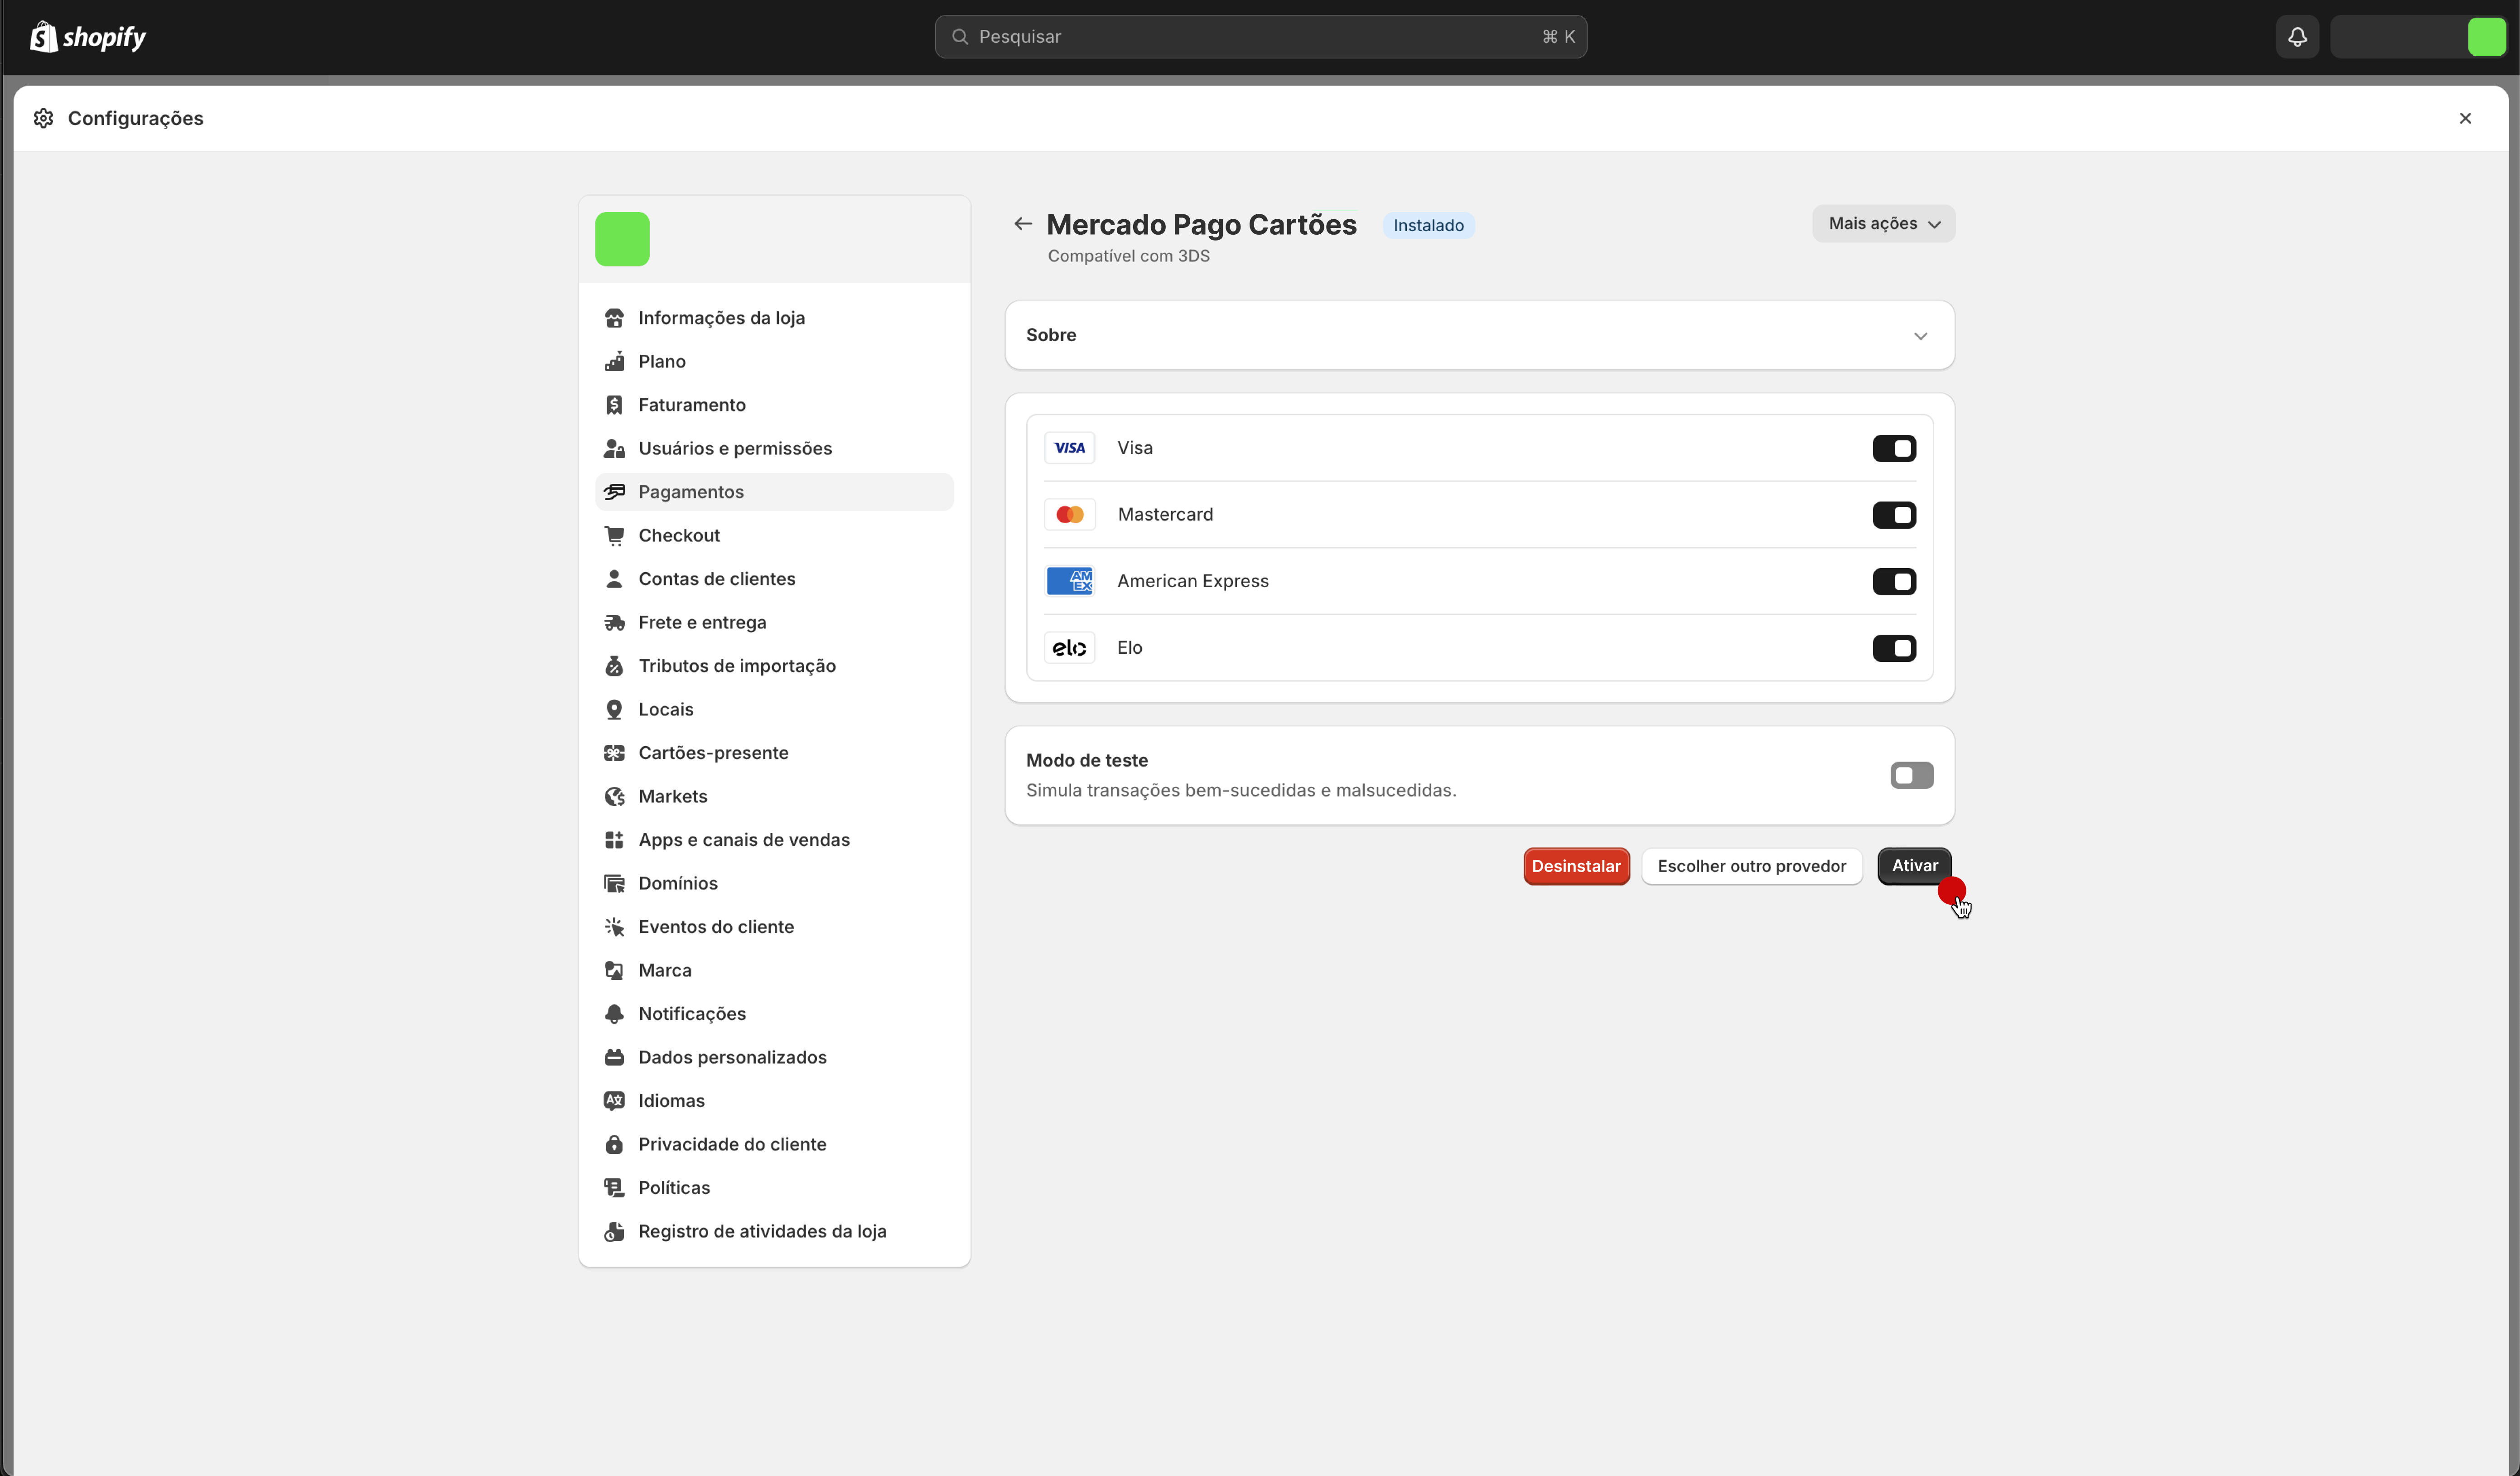 shopify
Pesquisar
⌘ K
Configurações
Informações da loja
Plano
Faturamento
Usuários e permissões
Pagamentos
Checkout
Contas de clientes
Frete e entrega
Tributos de importação
Locais
Cartões-presente
Markets
Apps e canais de vendas
Domínios
Eventos do cliente
Marca
Notificações
Dados personalizados
Idiomas
Privacidade do cliente
Políticas
Registro de atividades da loja
Mercado Pago Cartões
Instalado
Mais ações
Compatível com 3DS
Sobre
VISA Visa
Mastercard
AM
EX American Express
elo Elo
Modo de teste
Simula transações bem-sucedidas e malsucedidas.
Desinstalar
Escolher outro provedor
Ativar